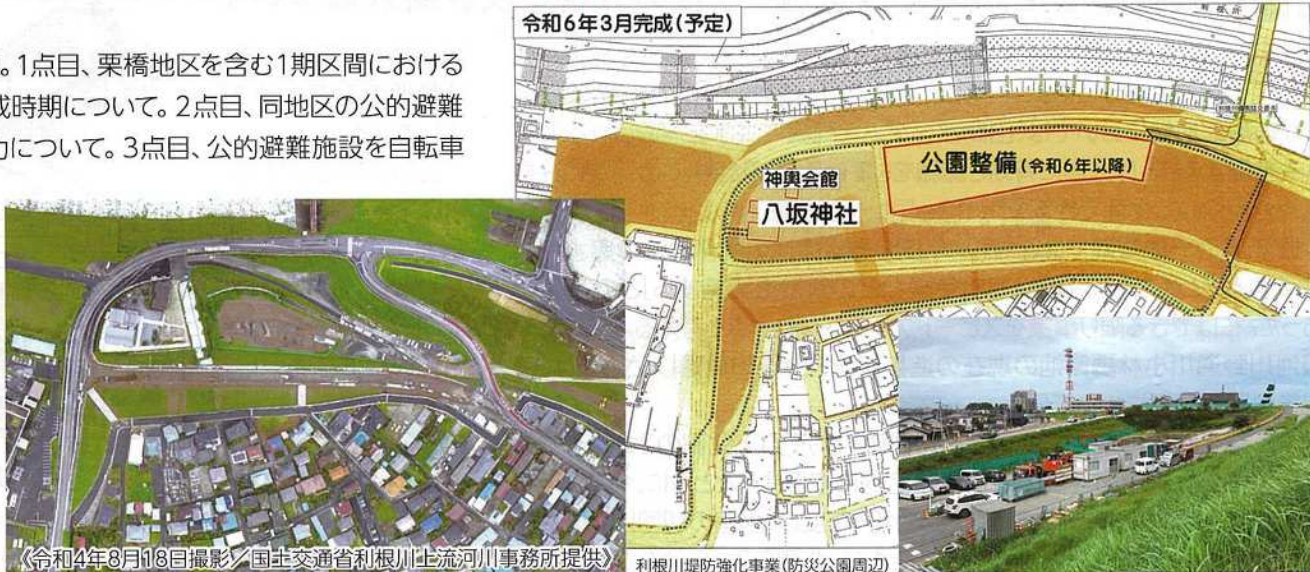 。1点目、栗橋地区を含む1期区間における
成時期について。2点目、同地区の公的避難
力について。3点目、公的避難施設を自転車
令和6年3月完成(予定)
公園整備(令和6年以降)
神輿会館
八坂神社
《令和4年8月18日撮影／国土交通省利根川上流河川事務所提供》
利根川堤防強化事業(防災公園周辺)